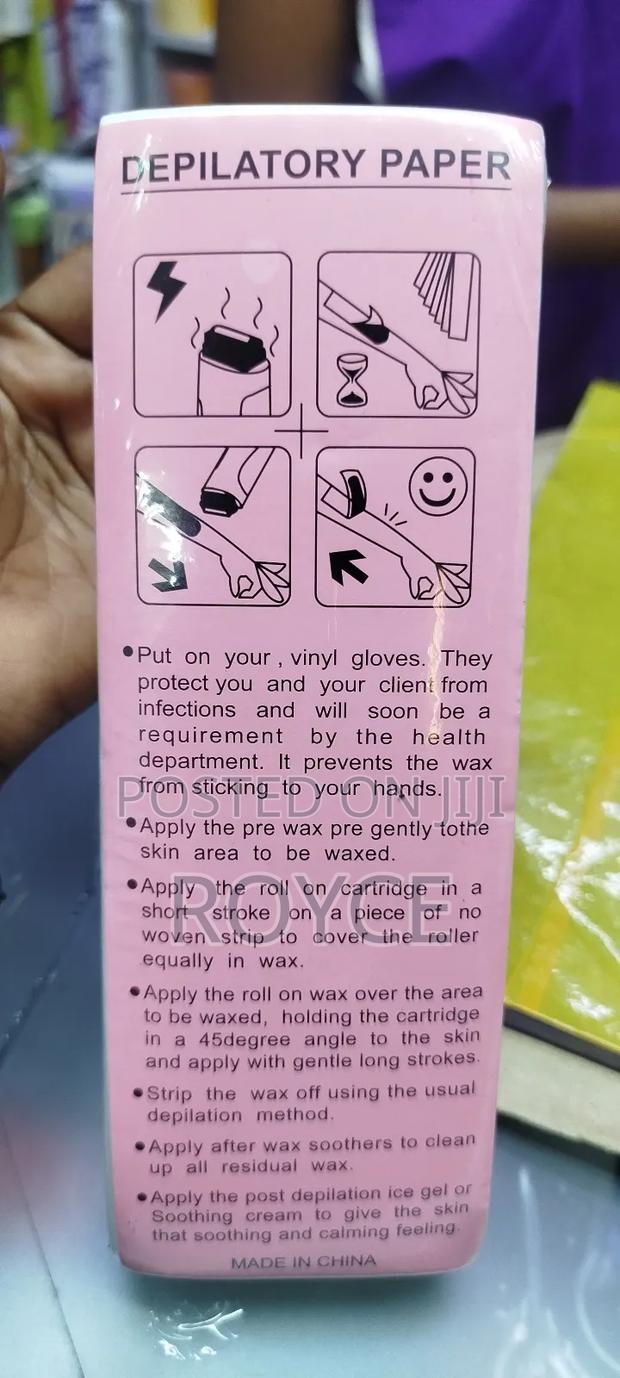 DEPILATORY PAPER
•Put on your , vinyl gloves. They
protect you and your client from
infections and will soon be a
requirement by the health
department. It prevents the wax
from sticking to your hands.
POSTED ON JIJI
•Apply the pre wax pre gently tothe
skin area to be waxed.
•Apply the roll on cartridge in a
short stroke on a piece of no
ROYCE
woven strip to cover the roller
equally in wax.
•Apply the roll on wax over the area
to be waxed, holding the cartridge
in a 45degree angle to the skin
and apply with gentle long strokes.
•Strip the wax off using the usual
depilation method.
•Apply after wax soothers to clean
up all residual wax.
•Apply the post depilation ice gel or
Soothing cream to give the skin
that soothing and calming feeling.
MADE IN CHINA